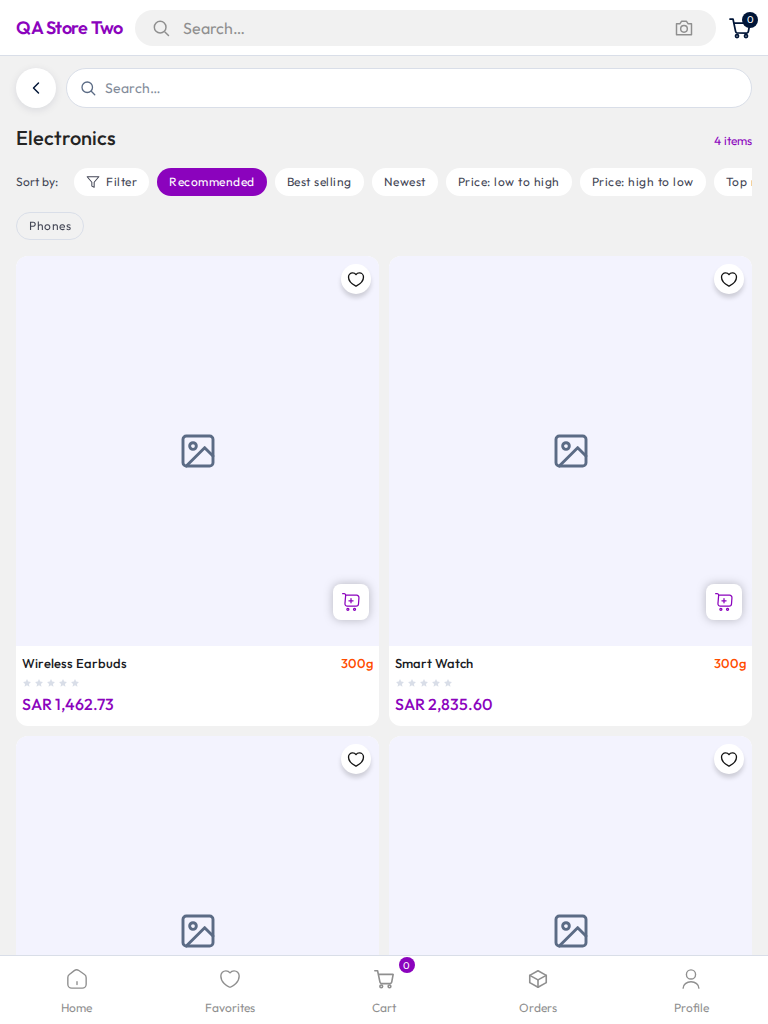 QA Store Two
Search...
0
Search...
Electronics
4 items
Sort by:
Filter
Recommended
Best selling
Newest
Price: low to high
Price: high to low
Top
Phones
Wireless Earbuds
300g
SAR 1,462.73
Smart Watch
300g
SAR 2,835.60
Home
Favorites
0
Cart
Orders
Profile